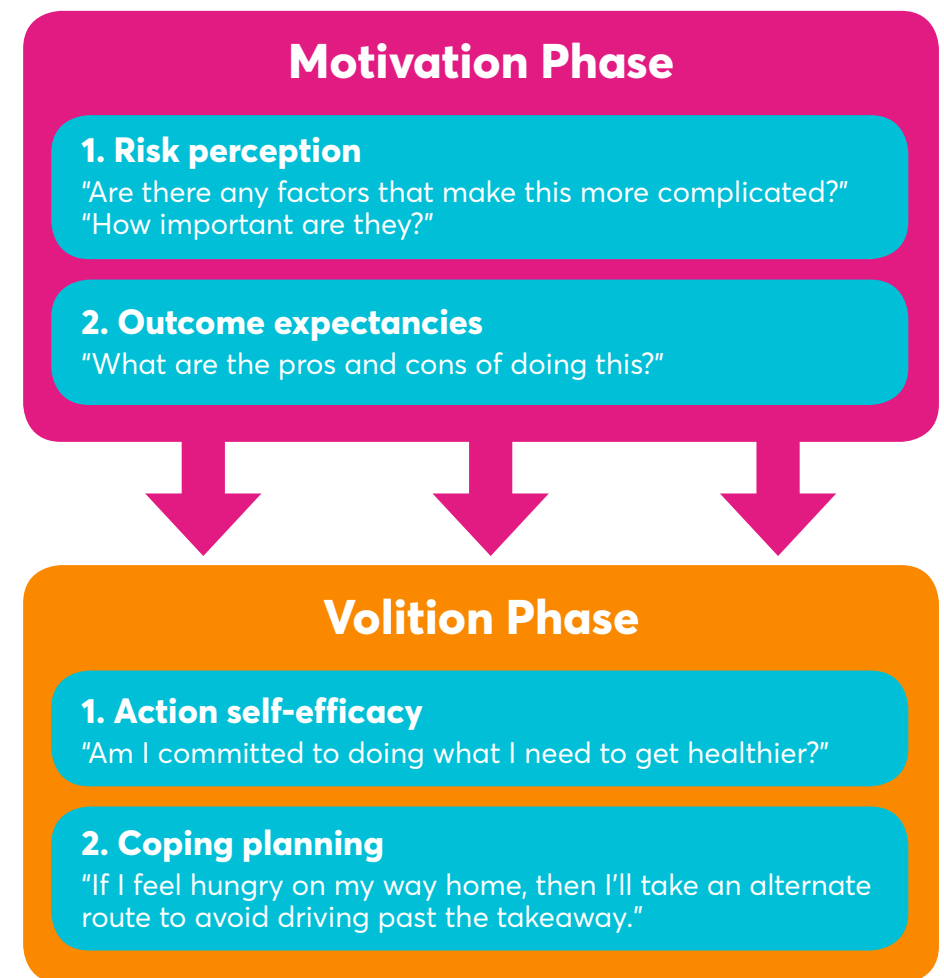 Motivation Phase
1. Risk perception
"Are there any factors that make this more complicated?"
"How important are they?"
2. Outcome expectancies
"What are the pros and cons of doing this?"
Volition Phase
1. Action self-efficacy
"Am I committed to doing what I need to get healthier?"
2. Coping planning
"If I feel hungry on my way home, then I'll take an alternate
route to avoid driving past the takeaway."